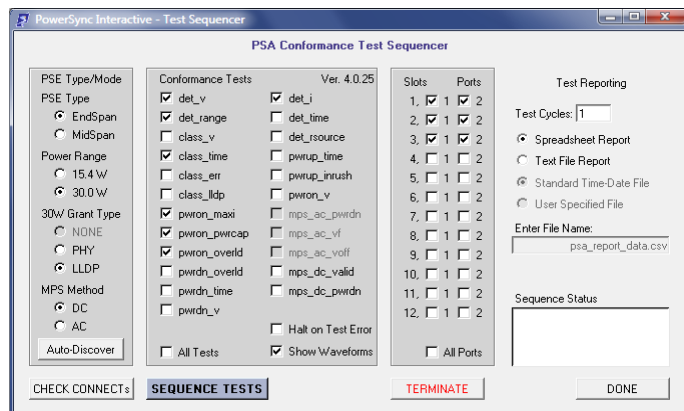 PowerSync Interactive - Test Sequencer
PSA Conformance Test Sequencer
PSE Type/Mode
PSE Type
EndSpan
MidSpan
Power Range
15.4 W
30.0 W
30W Grant Type
NONE
PHY
LLDP
MPS Method
DC
AC
Auto-Discover
Conformance Tests Ver. 4.0.25
det_v det_i
det_range det_time
class_v det_rsource
class_time pwrup_time
class_err pwrup_inrush
class_lldp pwron_v
pwron_maxi mps_ac_pwrdn
pwron_pwrcap mps_ac_vf
pwron_overld mps_ac_voff
pwrdn_overld mps_dc_valid
pwrdn_time mps_dc_pwrdn
pwrdn_v
Halt on Test Error
All Tests Show Waveforms
Slots Ports
1, 1 2
2, 1 2
3, 1 2
4, 1 2
5, 1 2
6, 1 2
7, 1 2
8, 1 2
9, 1 2
10, 1 2
11, 1 2
12, 1 2
All Ports
Test Reporting
Test Cycles: 1
Spreadsheet Report
Text File Report
Standard Time-Date File
User Specified File
Enter File Name:
psa_report_data.csv
Sequence Status
CHECK CONNECTs SEQUENCE TESTS TERMINATE DONE